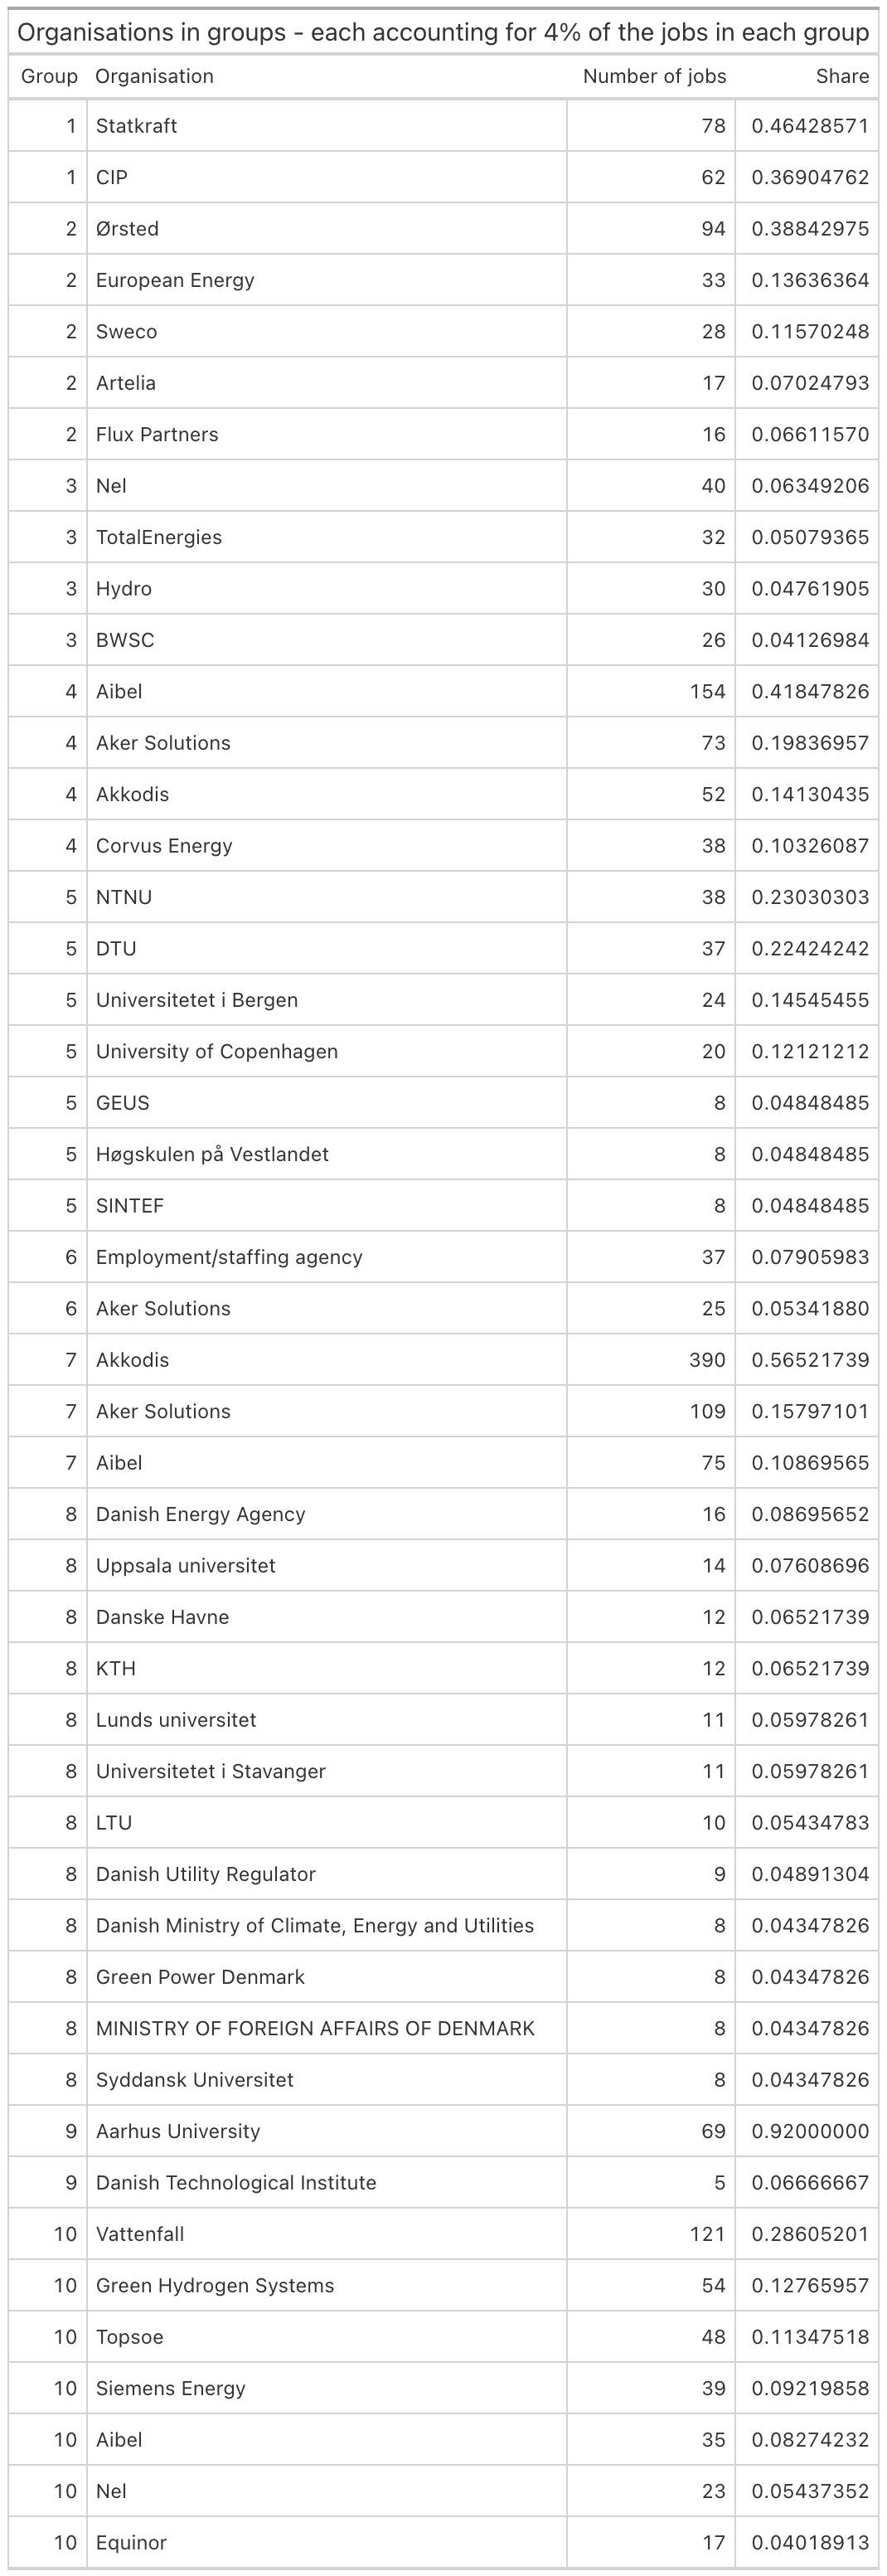 Organisations in groups - each accounting for 4% of the jobs in each group
Group Organisation Number of jobs Share
1 Statkraft 78 0.46428571
1 CIP 62 0.36904762
2 Ørsted 94 0.38842975
2 European Energy 33 0.13636364
2 Sweco 28 0.11570248
2 Artelia 17 0.07024793
2 Flux Partners 16 0.06611570
3 Nel 40 0.06349206
3 TotalEnergies 32 0.05079365
3 Hydro 30 0.04761905
3 BWSC 26 0.04126984
4 Aibel 154 0.41847826
4 Aker Solutions 73 0.19836957
4 Akkodis 52 0.14130435
4 Corvus Energy 38 0.10326087
5 NTNU 38 0.23030303
5 DTU 37 0.22424242
5 Universitetet i Bergen 24 0.14545455
5 University of Copenhagen 20 0.12121212
5 GEUS 8 0.04848485
5 Høgskulen på Vestlandet 8 0.04848485
5 SINTEF 8 0.04848485
6 Employment/staffing agency 37 0.07905983
6 Aker Solutions 25 0.05341880
7 Akkodis 390 0.56521739
7 Aker Solutions 109 0.15797101
7 Aibel 75 0.10869565
8 Danish Energy Agency 16 0.08695652
8 Uppsala universitet 14 0.07608696
8 Danske Havne 12 0.06521739
8 KTH 12 0.06521739
8 Lunds universitet 11 0.05978261
8 Universitetet i Stavanger 11 0.05978261
8 LTU 10 0.05434783
8 Danish Utility Regulator 9 0.04891304
8 Danish Ministry of Climate, Energy and Utilities 8 0.04347826
8 Green Power Denmark 8 0.04347826
8 MINISTRY OF FOREIGN AFFAIRS OF DENMARK 8 0.04347826
8 Syddansk Universitet 8 0.04347826
9 Aarhus University 69 0.92000000
9 Danish Technological Institute 5 0.06666667
10 Vattenfall 121 0.28605201
10 Green Hydrogen Systems 54 0.12765957
10 Topsoe 48 0.11347518
10 Siemens Energy 39 0.09219858
10 Aibel 35 0.08274232
10 Nel 23 0.05437352
10 Equinor 17 0.04018913